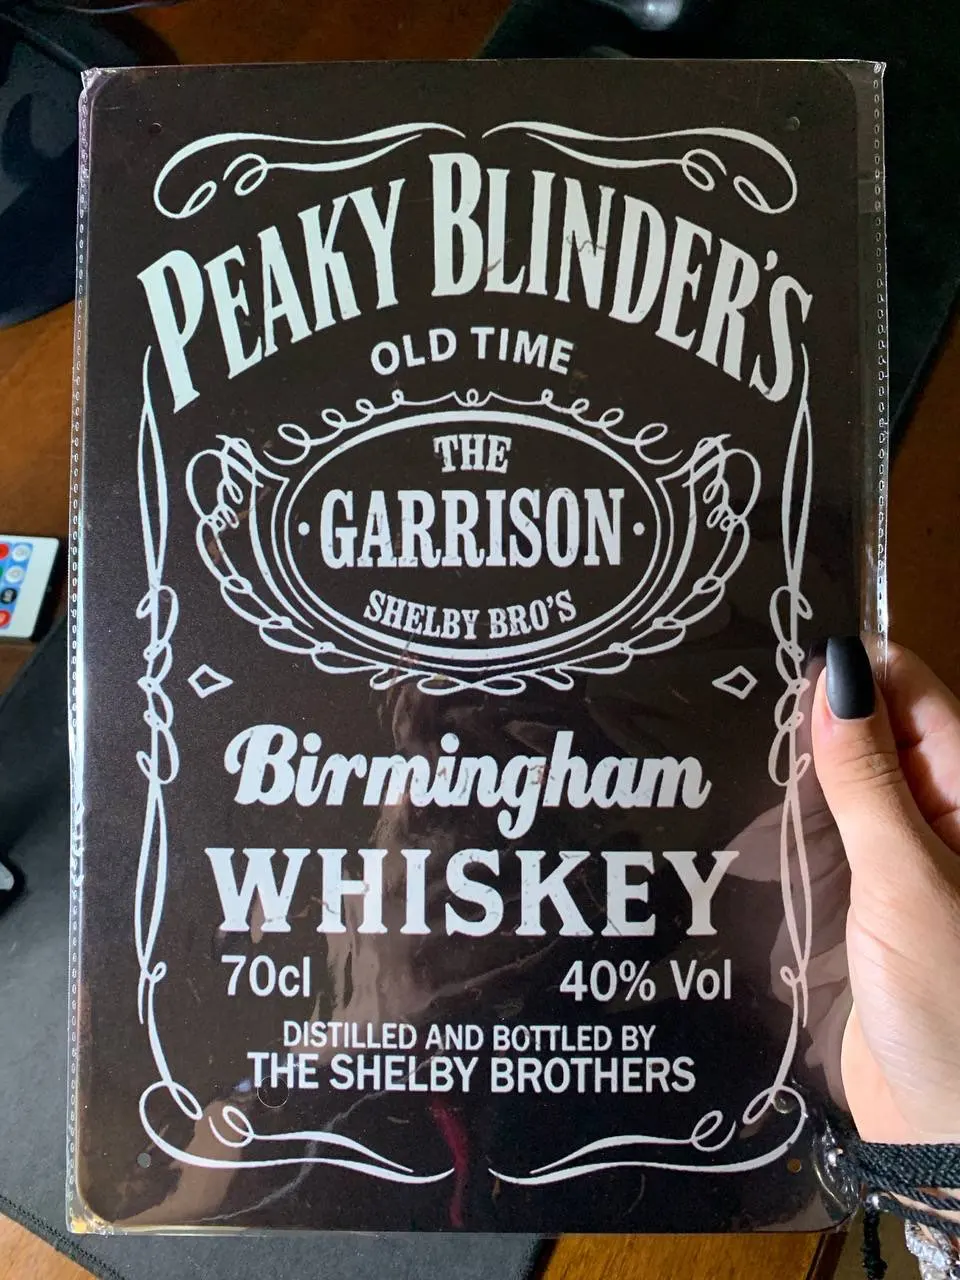 PEAKY BLINDER'S
OLD TIME
THE
·GARRISON·
SHELBY BRO'S
Birmingham
WHISKEY
70cl 40% Vol
DISTILLED AND BOTTLED BY
THE SHELBY BROTHERS